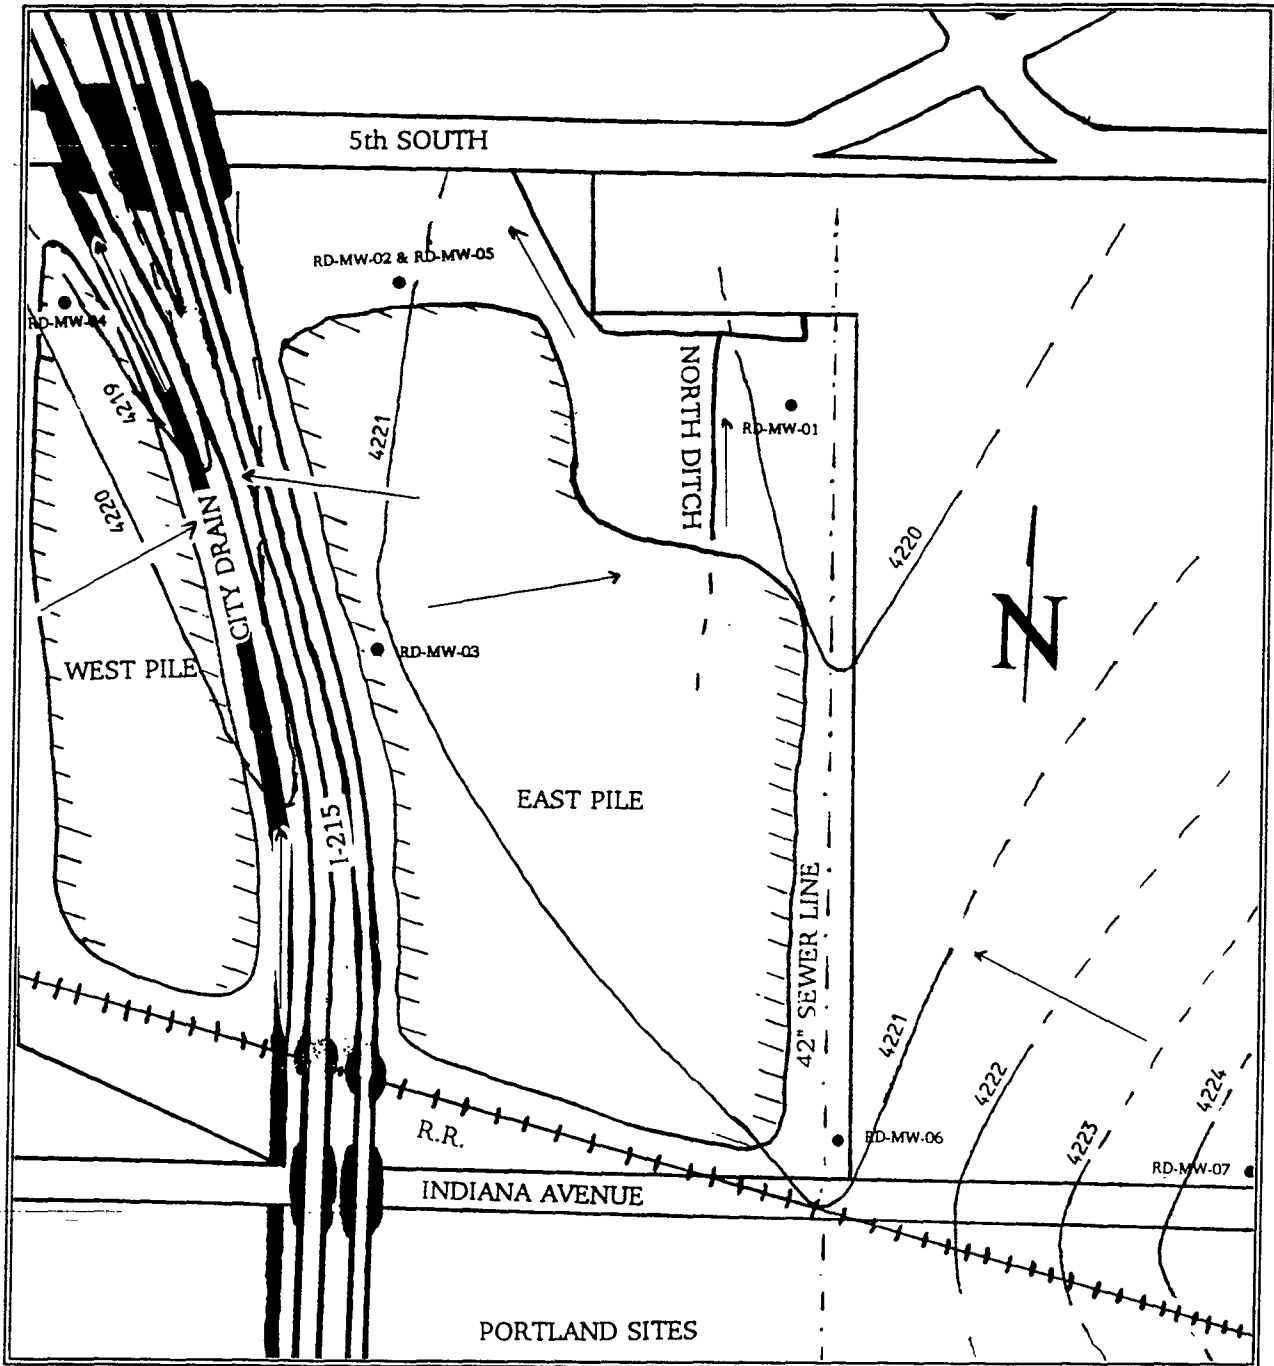 5th SOUTH
RD-MW-02 & RD-MW-05
RD-MW-04
4219
4221
NORTH DITCH
RD-MW-01
4220
4220
CITY DRAIN
N
WEST PILE
RD-MW-03
EAST PILE
I-215
42" SEWER LINE
4221
4222
4224
4223
R.R.
RD-MW-06
RD-MW-07
INDIANA AVENUE
PORTLAND SITES